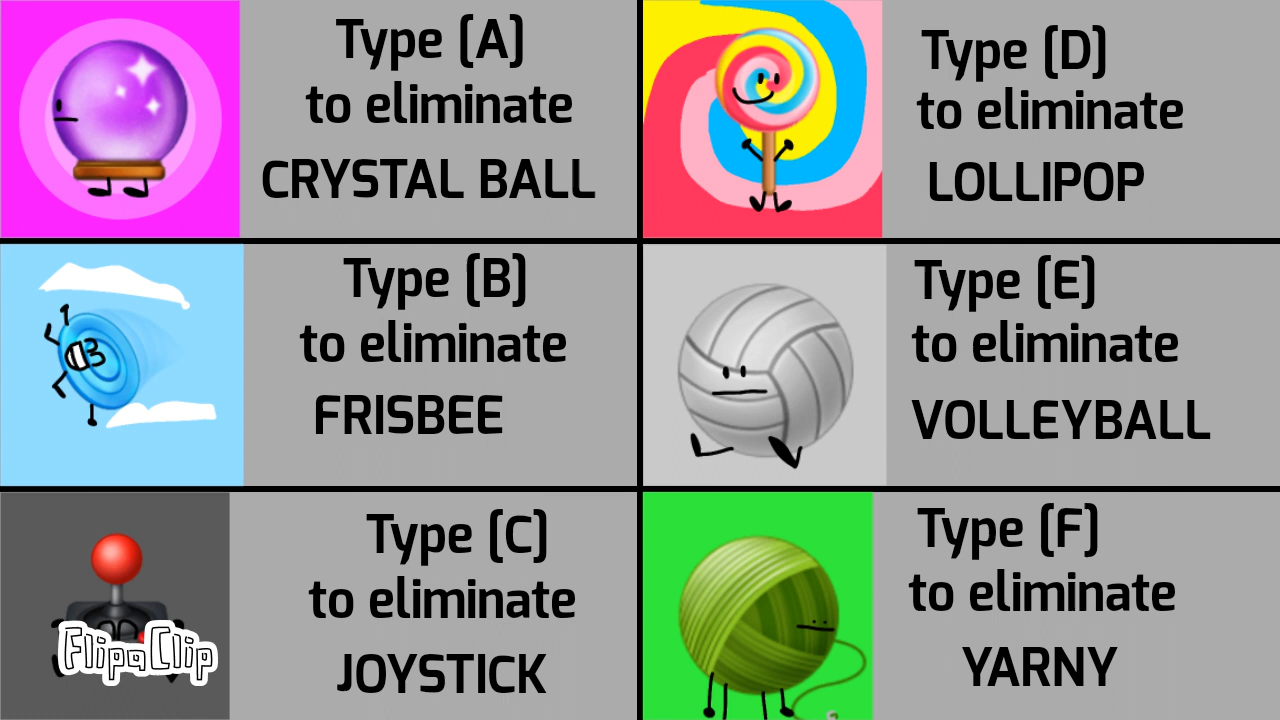 Type [A]
to eliminate
CRYSTAL BALL
Type [D]
to eliminate
LOLLIPOP
Type [B]
to eliminate
FRISBEE
Type [E]
to eliminate
VOLLEYBALL
Type [C]
to eliminate
JOYSTICK
FlipaClip
Type [F]
to eliminate
YARNY